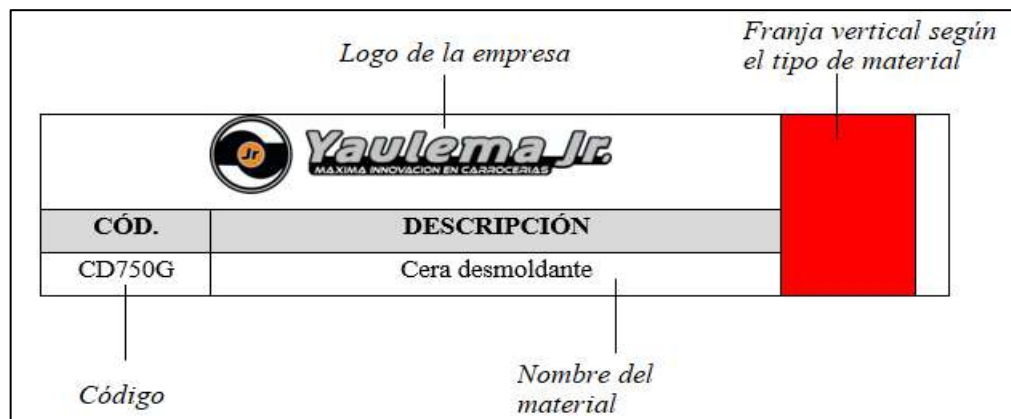 Logo de la empresa
Franja vertical según
el tipo de material
Jr
Yaulema Jr.
MAXIMA INNOVACION EN CARROCERIAS
CÓD.
DESCRIPCIÓN
CD750G
Cera desmoldante
Código
Nombre del
material